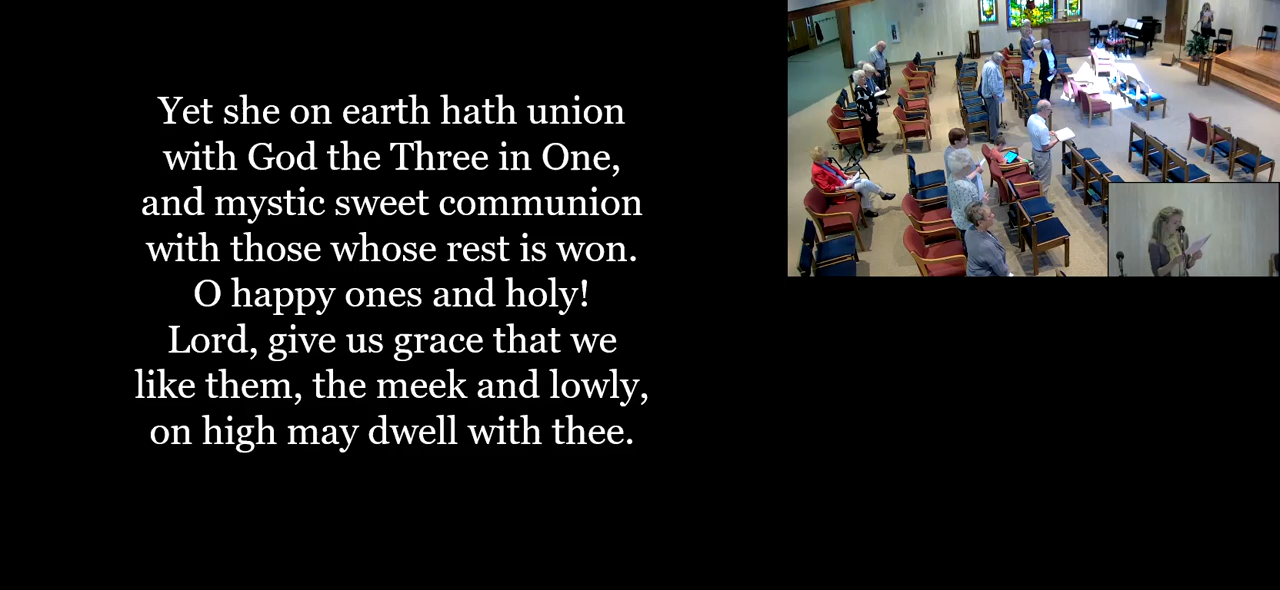 Yet she on earth hath union
with God the Three in One,
and mystic sweet communion
with those whose rest is won.
O happy ones and holy!
Lord, give us grace that we
like them, the meek and lowly,
on high may dwell with thee.